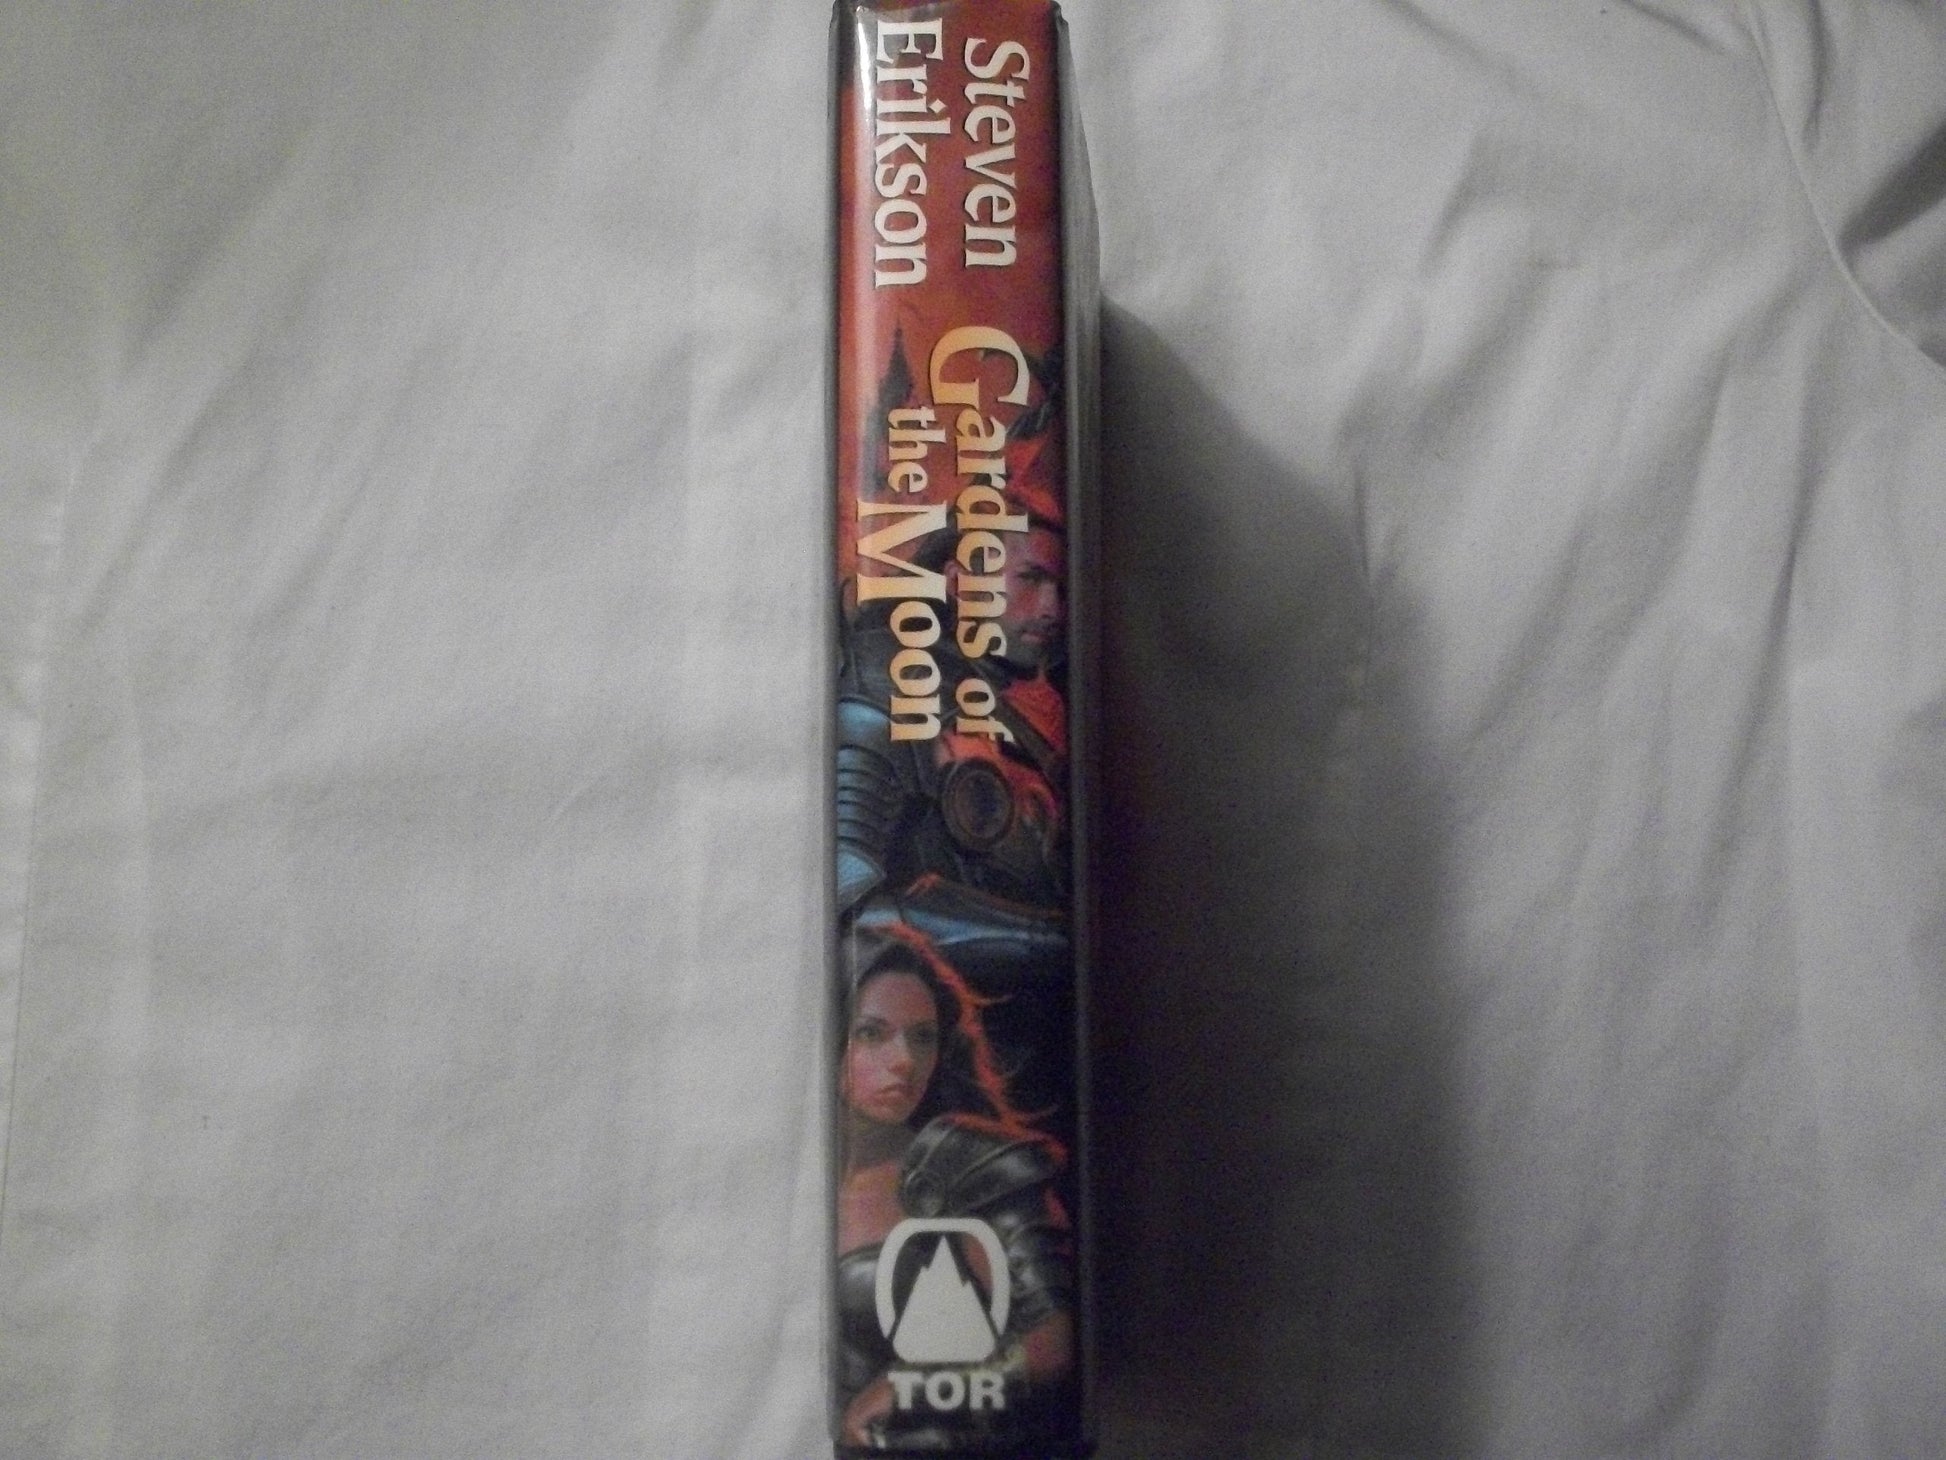 Steven
Erikson
Gardens of
the Moon
TOR